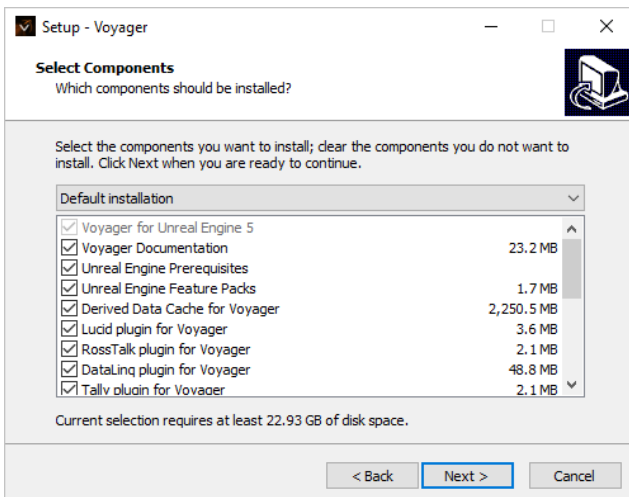 Setup - Voyager
Select Components
Which components should be installed?
Select the components you want to install; clear the components you do not want to
install. Click Next when you are ready to continue.
Default installation
Voyager for Unreal Engine 5
Voyager Documentation 23.2 MB
Unreal Engine Prerequisites
Unreal Engine Feature Packs 1.7 MB
Derived Data Cache for Voyager 2,250.5 MB
Lucid plugin for Voyager 3.6 MB
RossTalk plugin for Voyager 2.1 MB
DataLinq plugin for Voyager 48.8 MB
Tally plugin for Voyager 2.1 MB
Current selection requires at least 22.93 GB of disk space.
< Back Next > Cancel